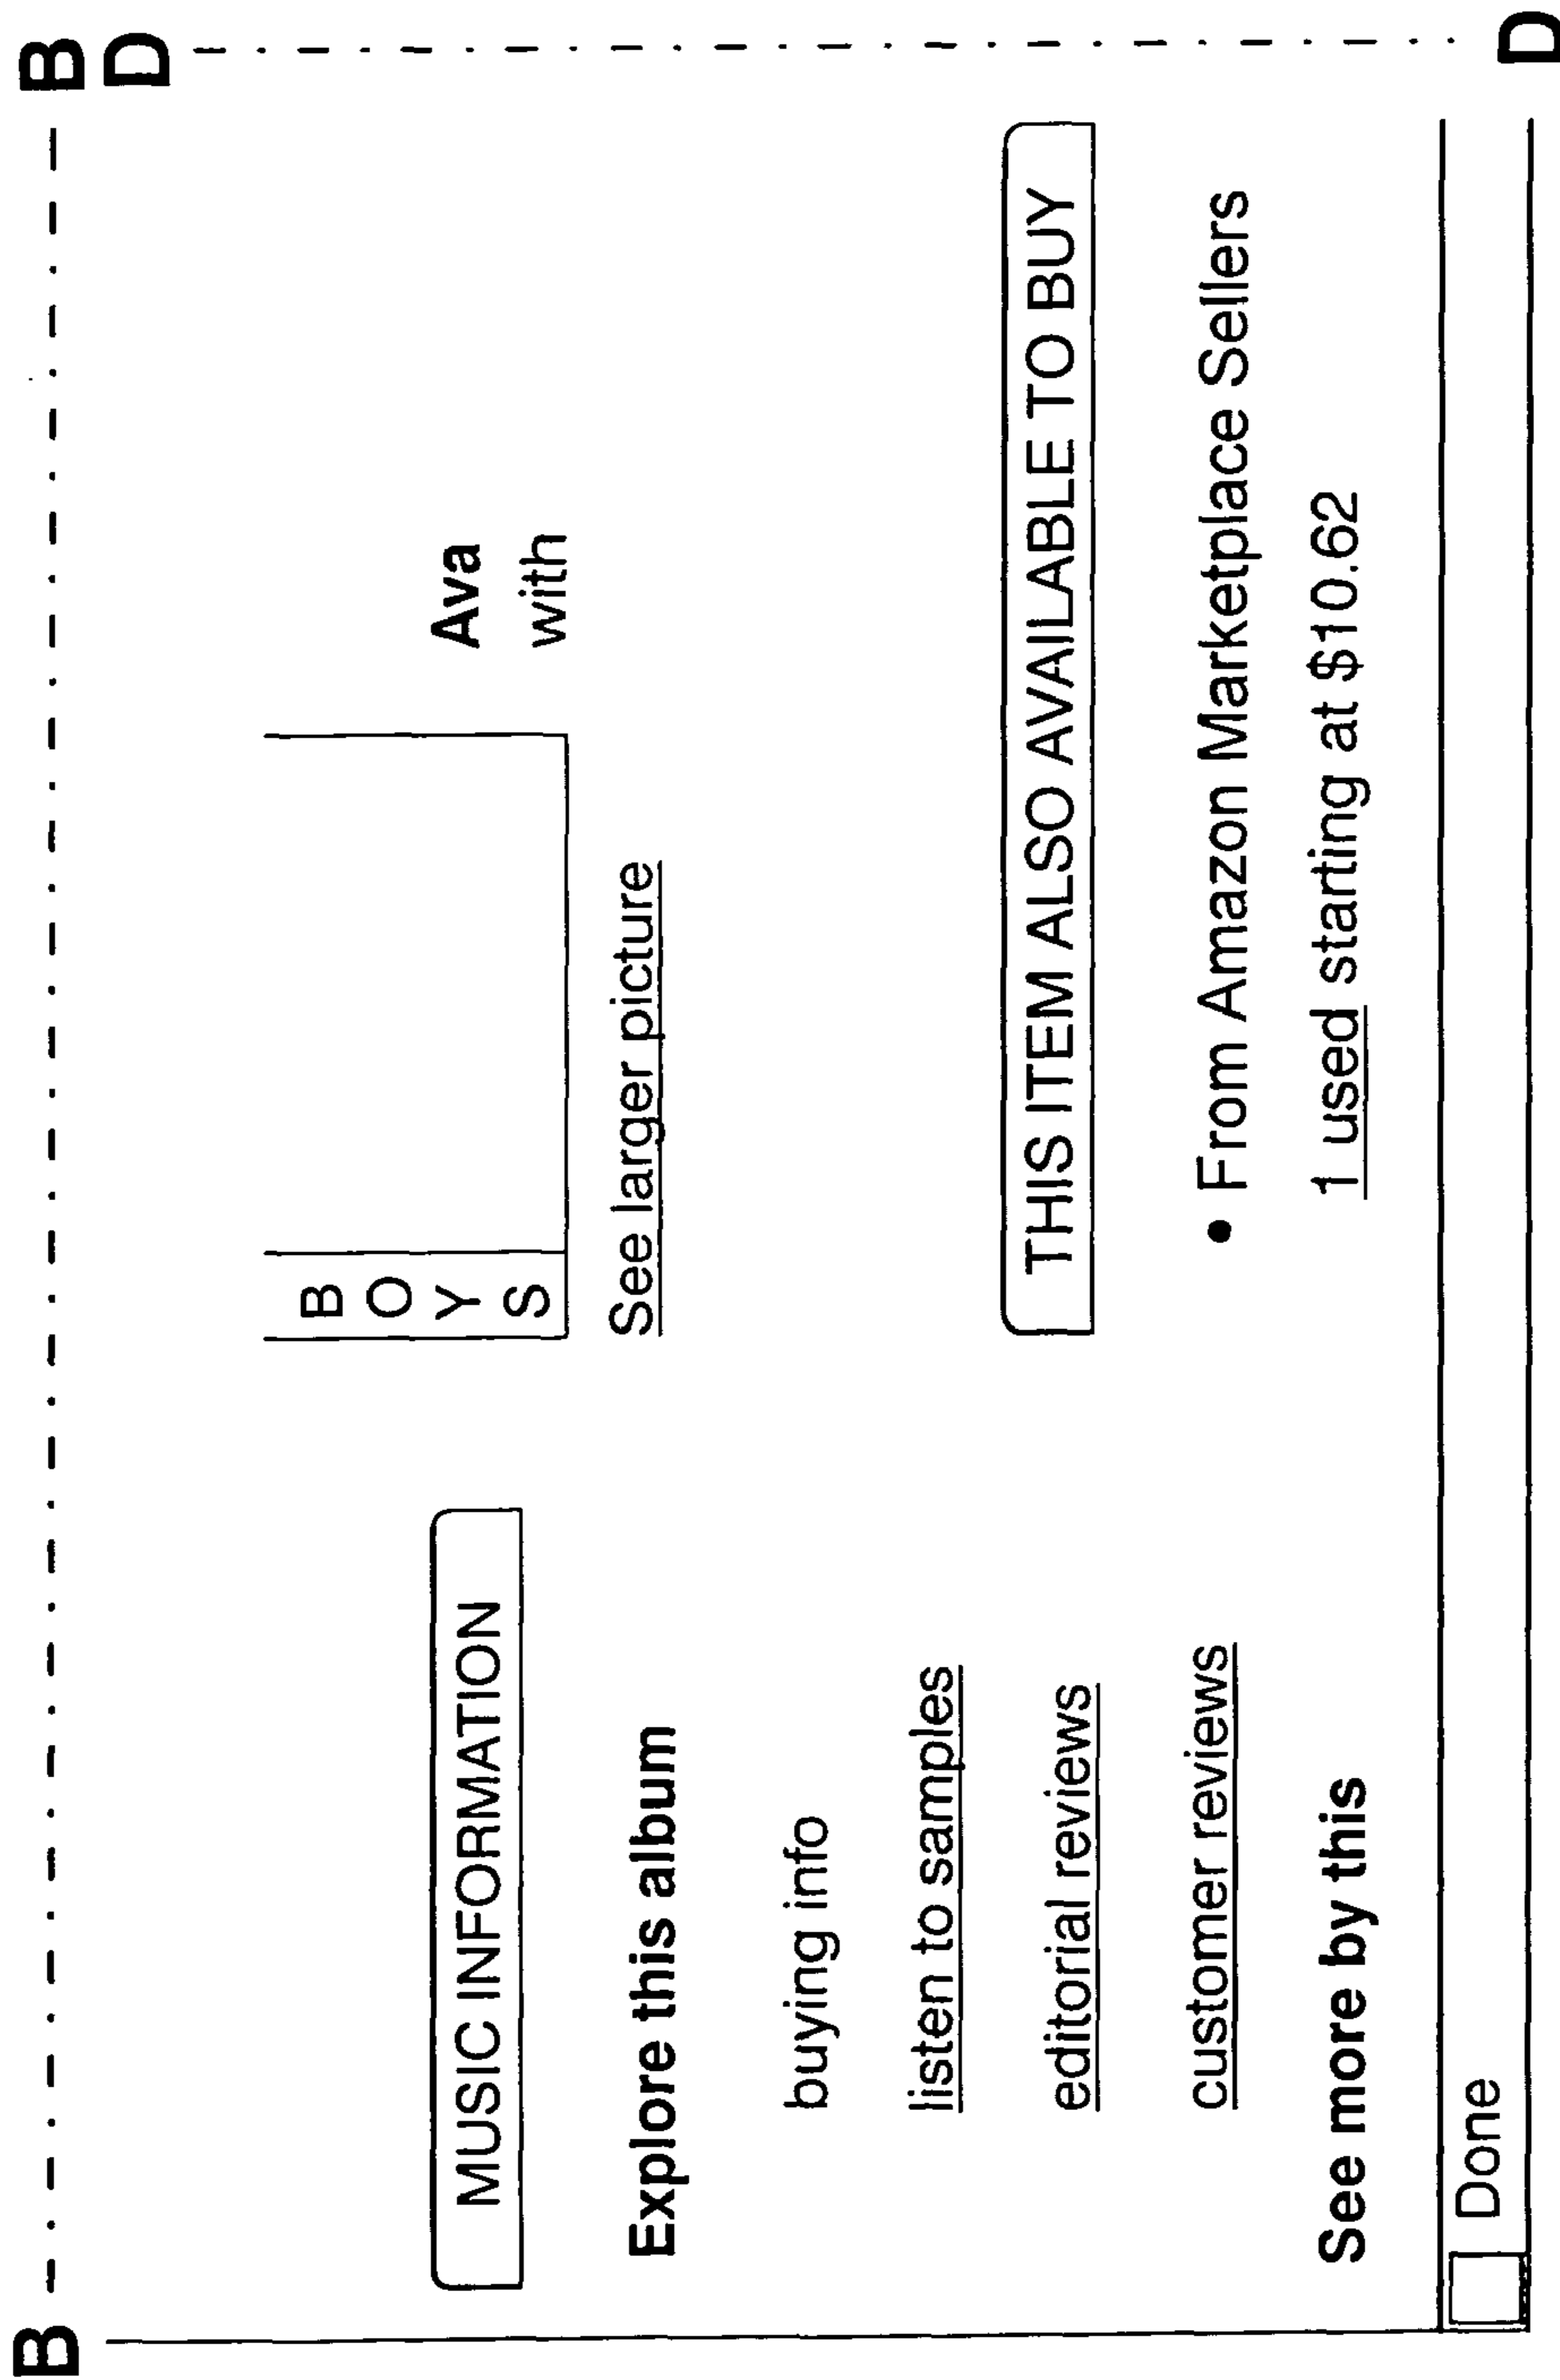 B B
D
B
O
Y
S
Ava
with
See larger picture
MUSIC INFORMATION
Explore this album
buying info
listen to samples
editorial reviews
customer reviews
See more by this
THIS ITEM ALSO AVAILABLE TO BUY
• From Amazon Marketplace Sellers
1 used starting at $10.62
Done
D